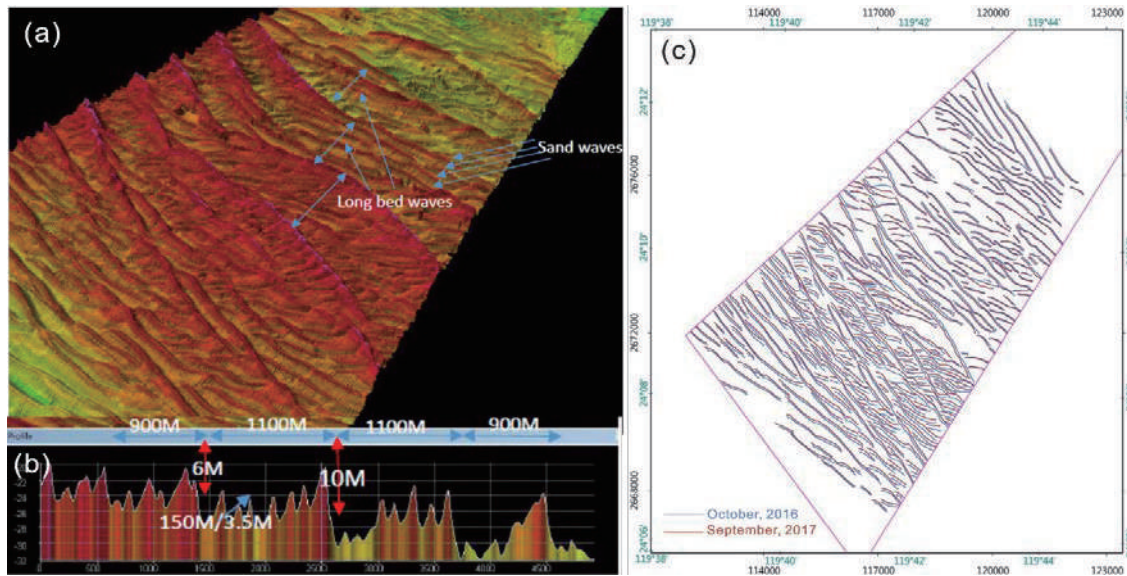 (a)
Sand waves
Long bed waves
900M 1100M 1100M 900M
Profile
(b)
6M
10M
150M/3.5M
-22
-24
-26
-28
-30
0 500 1000 1500 2000 2500 3000 3500 4000 4500
(c)
114000 117000 120000 123000
119°38' 119°40' 119°42' 119°44'
24°12'
2676000
24°10'
2672000
24°08'
2668000
24°06'
October, 2016
September, 2017
119°38' 119°40' 119°42' 119°44'
114000 117000 120000 123000